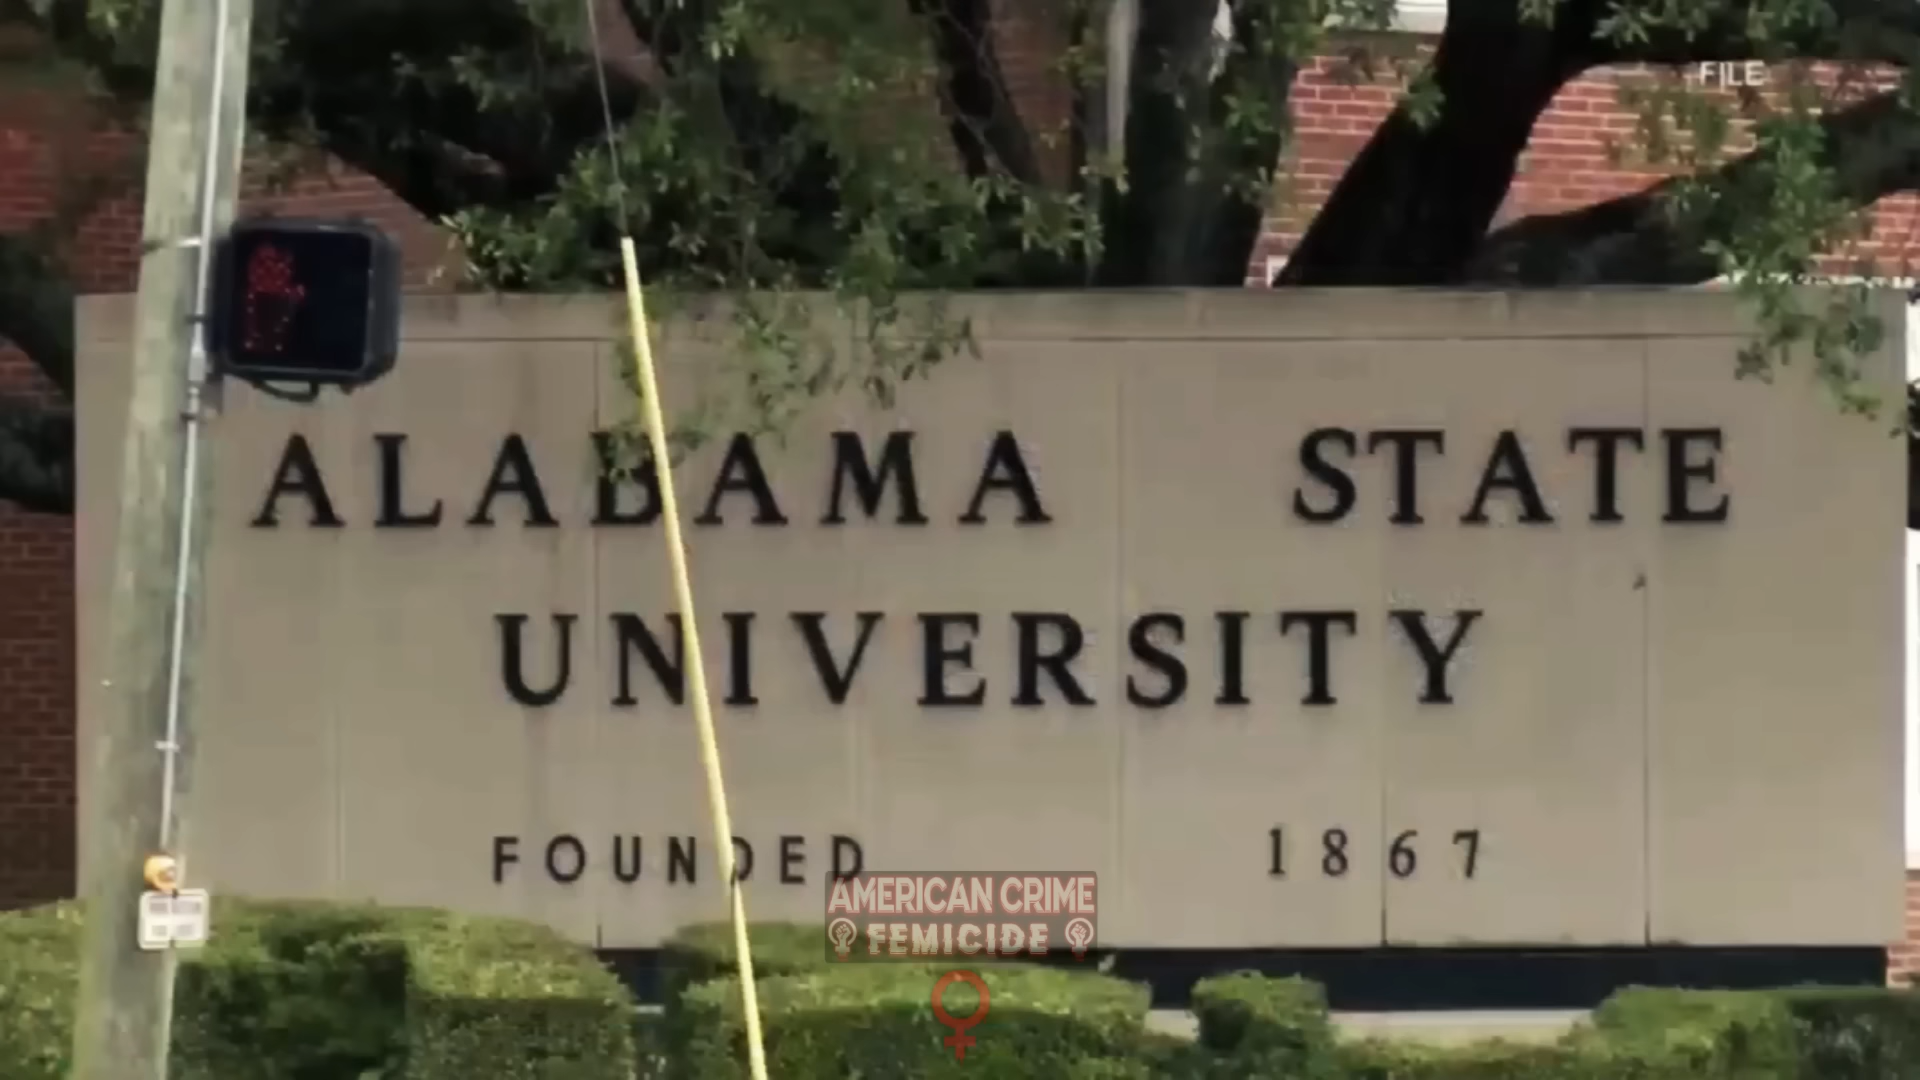 FILE
ALABAMA STATE
UNIVERSITY
FOUNDED 1867
AMERICAN CRIME
FEMICIDE